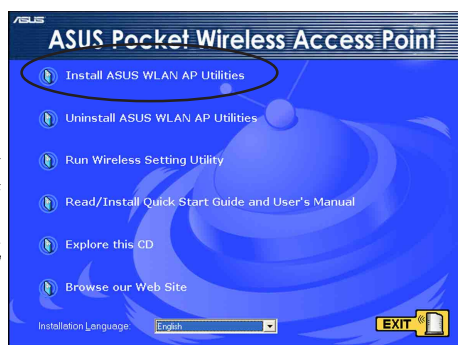 ASUS
ASUS Pocket Wireless Access Point
Install ASUS WLAN AP Utilities
Uninstall ASUS WLAN AP Utilities
Run Wireless Setting Utility
Read/Install Quick Start Guide and User's Manual
Explore this CD
Browse our Web Site
Installation Language: English
EXIT